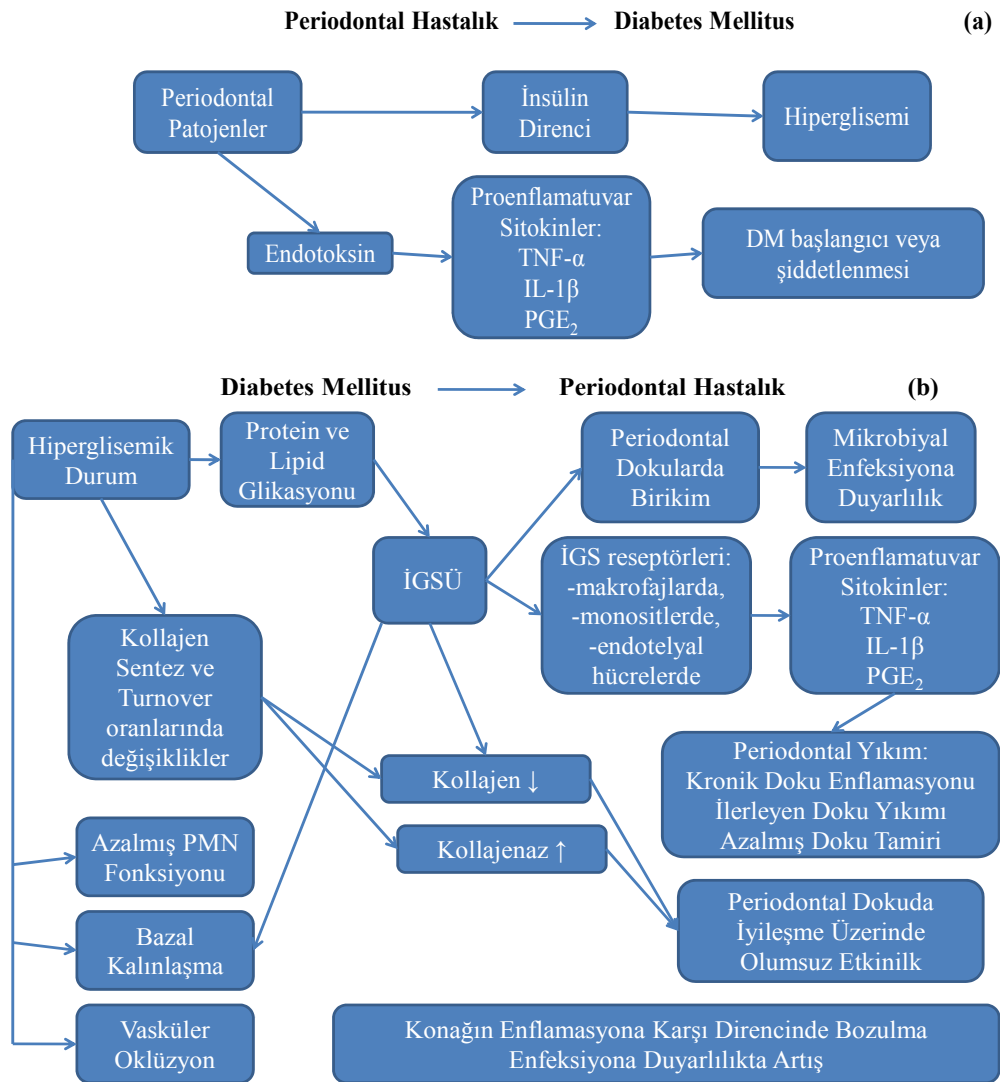 Periodontal Hastalık Diabetes Mellitus (a)
Periodontal
Patojenler
İnsülin
Direnci
Hiperglisemi
Endotoksin
Proenflamatuvar
Sitokinler:
TNF-α
IL-1β
PGE₂
DM başlangıcı veya
şiddetlenmesi
Diabetes Mellitus Periodontal Hastalık (b)
Hiperglisemik
Durum
Protein ve
Lipid
Glikasyonu
Periodontal
Dokularda
Birikim
Mikrobiyal
Enfeksiyona
Duyarlılık
İGSÜ
İGS reseptörleri:
-makrofajlarda,
-monositlerde,
-endotelyal
hücrelerde
Proenflamatuvar
Sitokinler:
TNF-α
IL-1β
PGE₂
Kollajen
Sentez ve
Turnover
oranlarında
değişiklikler
Kollajen ↓
Kollajenaz ↑
Periodontal Yıkım:
Kronik Doku Enflamasyonu
İlerleyen Doku Yıkımı
Azalmış Doku Tamiri
Azalmış PMN
Fonksiyonu
Bazal
Kalınlaşma
Periodontal Dokuda
İyileşme Üzerinde
Olumsuz Etkinilk
Vasküler
Oklüzyon
Konağın Enflamasyona Karşı Direncinde Bozulma
Enfeksiyona Duyarlılıkta Artış